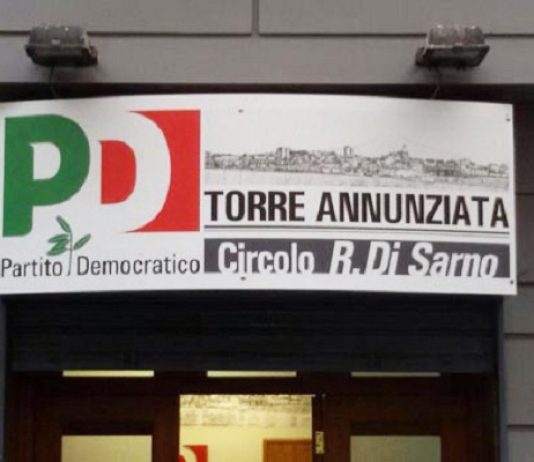 PD
Partito Democratico
TORRE ANNUNZIATA
Circolo R. Di Sarno